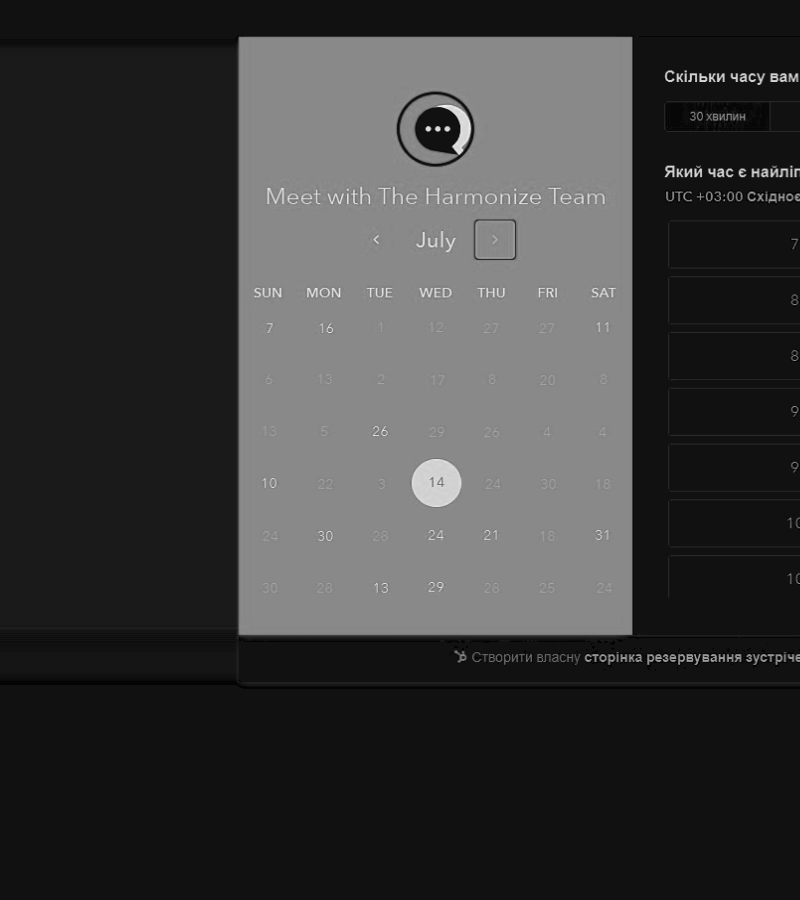 Meet with The Harmonize Team
July
SUN MON TUE WED THU FRI SAT
7 16 1 12 27 27 11
6 13 2 17 8 20 8
13 5 26 29 26 4 4
10 22 3 14 24 30 18
24 30 28 24 21 18 31
30 28 13 29 28 25 24
Скільки часу вам
30 хвилин
Який час є найліп
UTC +03:00 Східноє
7
8
8
9
9
10
10
Створити власну сторінка резервування зустріче